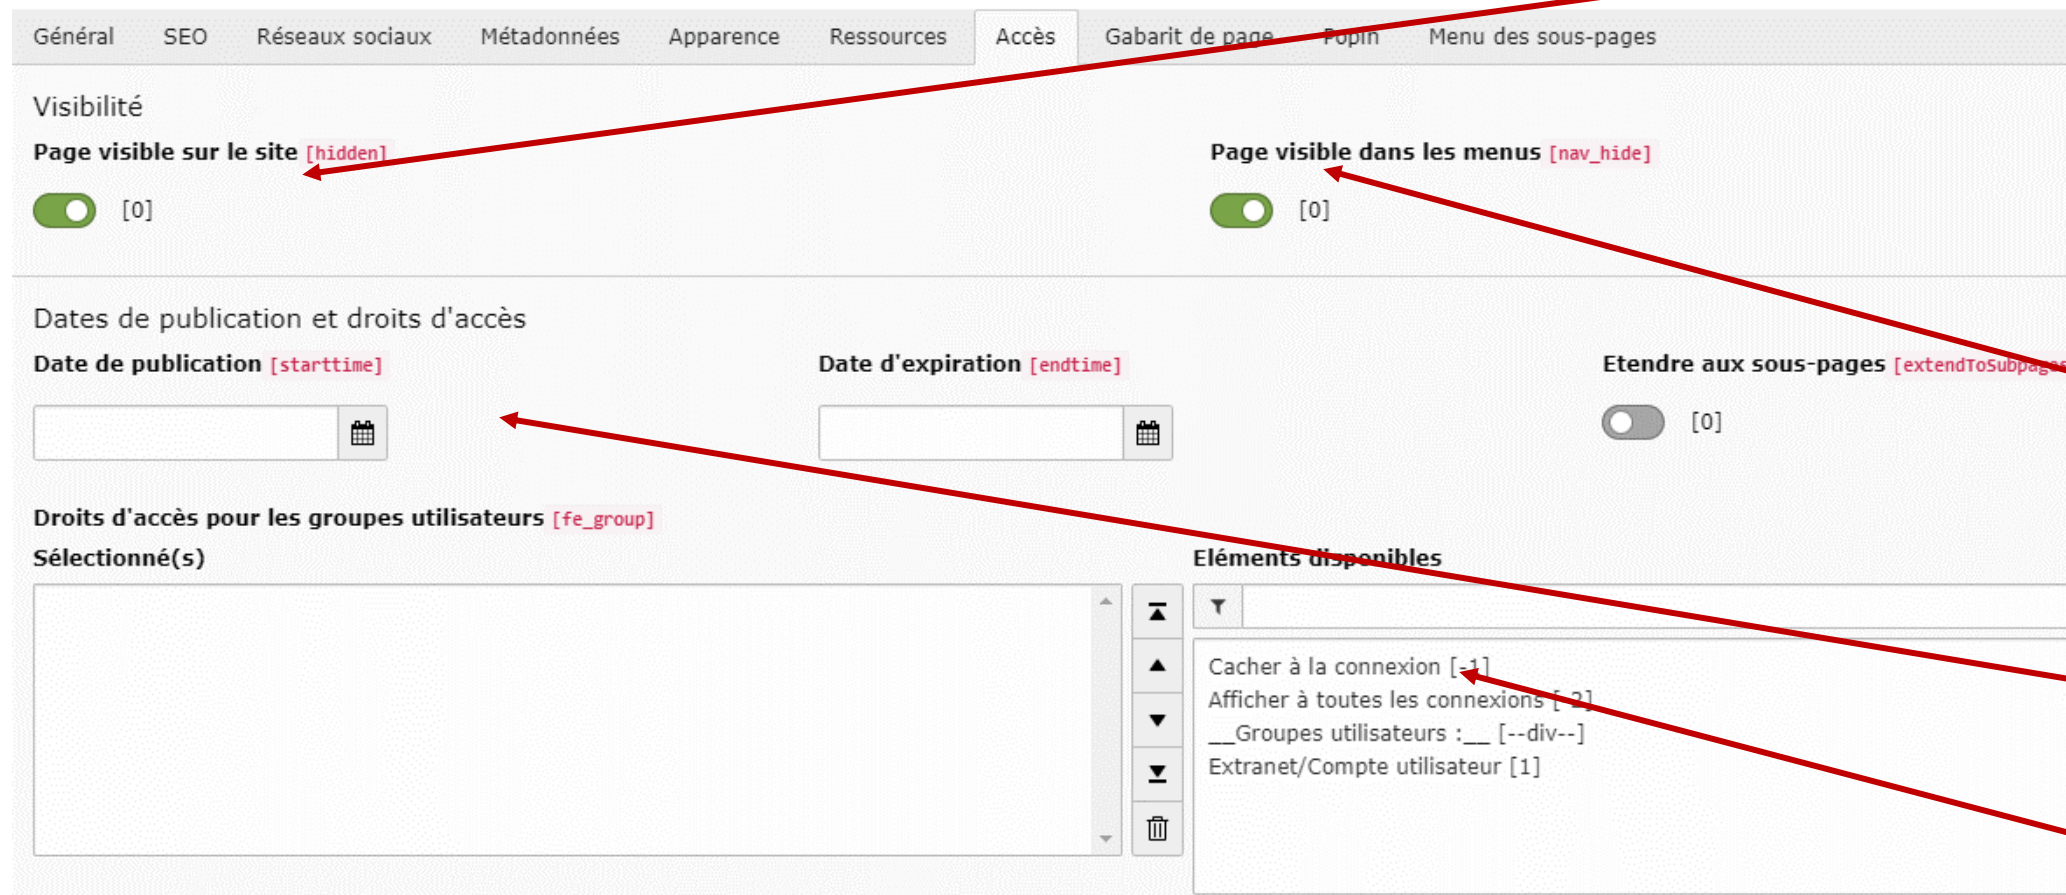 Général SEO Réseaux sociaux Métadonnées Apparence Ressources Accès Gabarit de page Popin Menu des sous-pages
Visibilité
Page visible sur le site [hidden] Page visible dans les menus [nav_hide]
[0] [0]
Dates de publication et droits d'accès
Date de publication [starttime] Date d'expiration [endtime] Etendre aux sous-pages [extendToSubpages
[0]
Droits d'accès pour les groupes utilisateurs [fe_group]
Sélectionné(s) Eléments disponibles
Cacher à la connexion [-1]
Afficher à toutes les connexions [-2]
__Groupes utilisateurs :__ [--div--]
Extranet/Compte utilisateur [1]